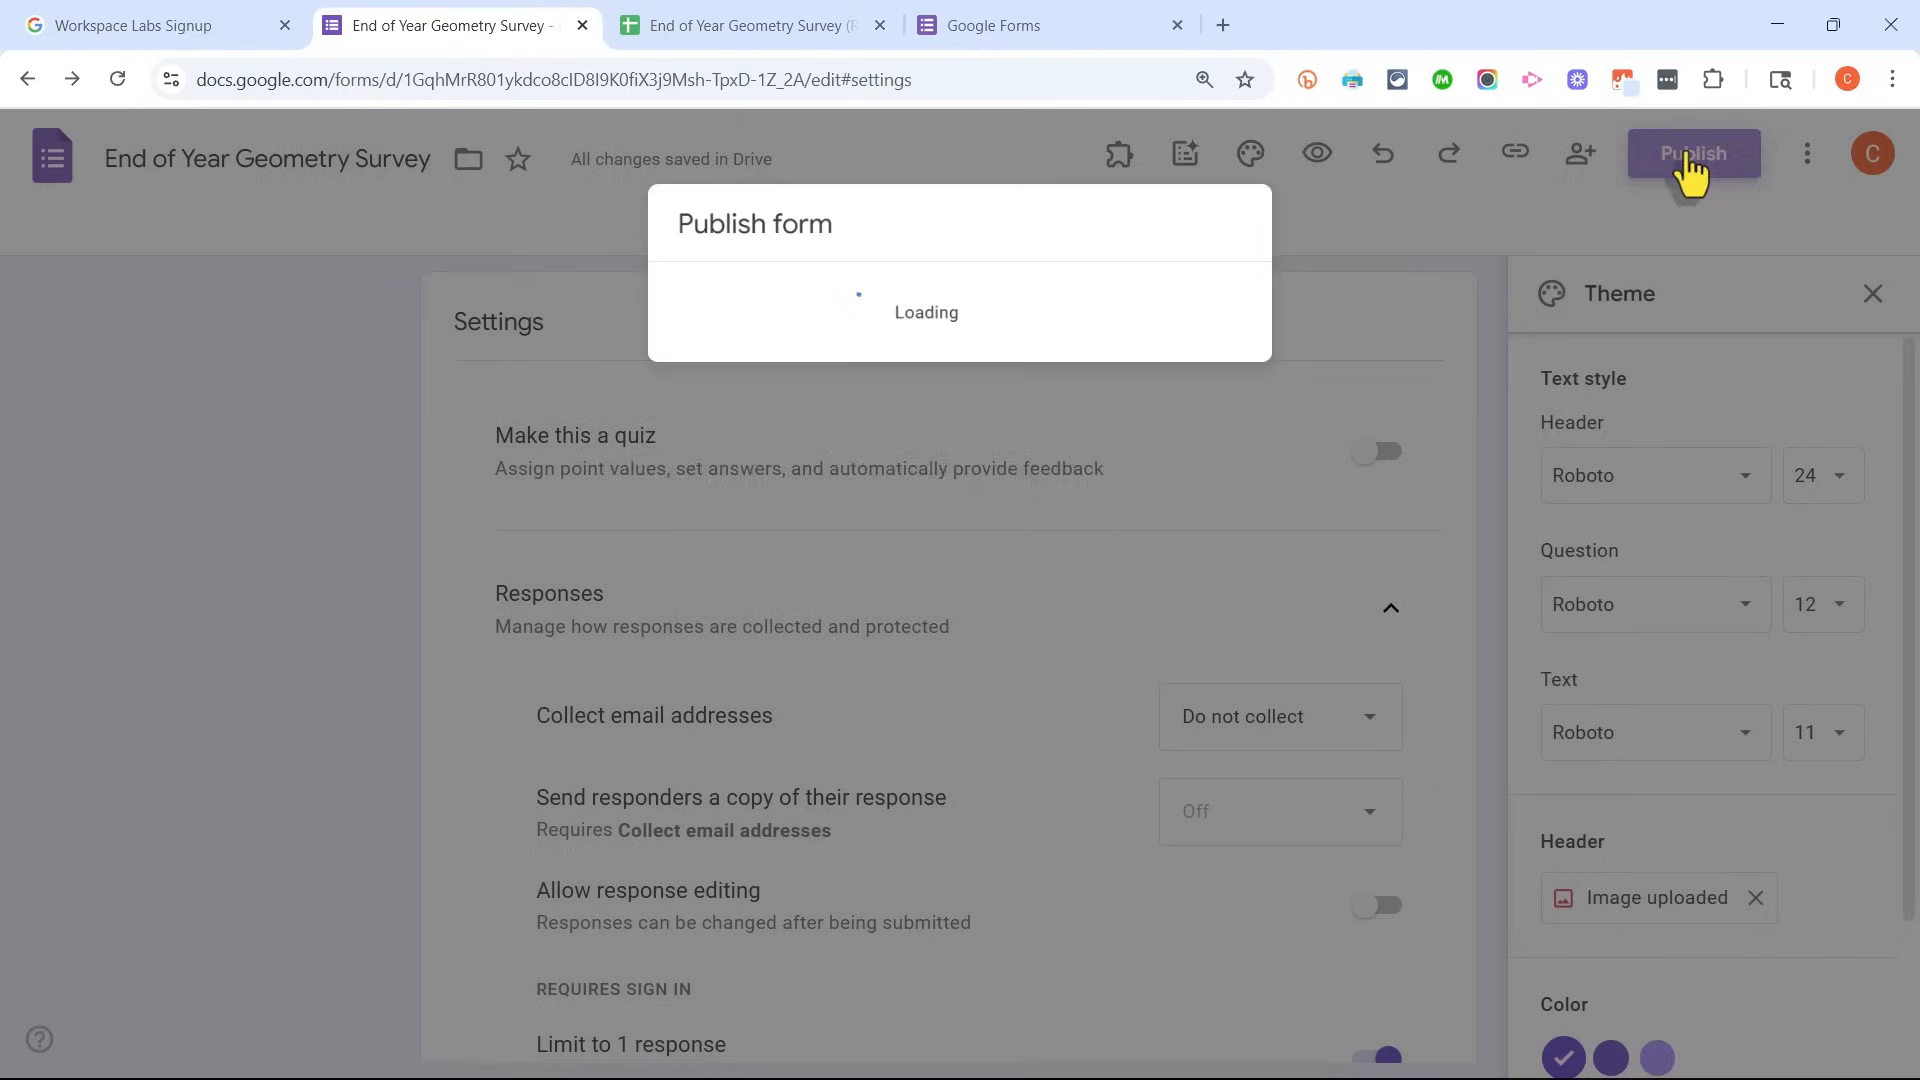 Workspace Labs Signup
End of Year Geometry Survey -
End of Year Geometry Survey (R
Google Forms
docs.google.com/forms/d/1GqhMrR801ykdco8cID8I9K0fiX3j9Msh-TpxD-1Z_2A/edit#settings
C
End of Year Geometry Survey
All changes saved in Drive
Publish
C
Publish form
Loading
Settings
Make this a quiz
Assign point values, set answers, and automatically provide feedback
Responses
Manage how responses are collected and protected
Collect email addresses
Do not collect
Send responders a copy of their response
Requires Collect email addresses
Off
Allow response editing
Responses can be changed after being submitted
REQUIRES SIGN IN
Limit to 1 response
Theme
Text style
Header
Roboto
24
Question
Roboto
12
Text
Roboto
11
Header
Image uploaded
Color